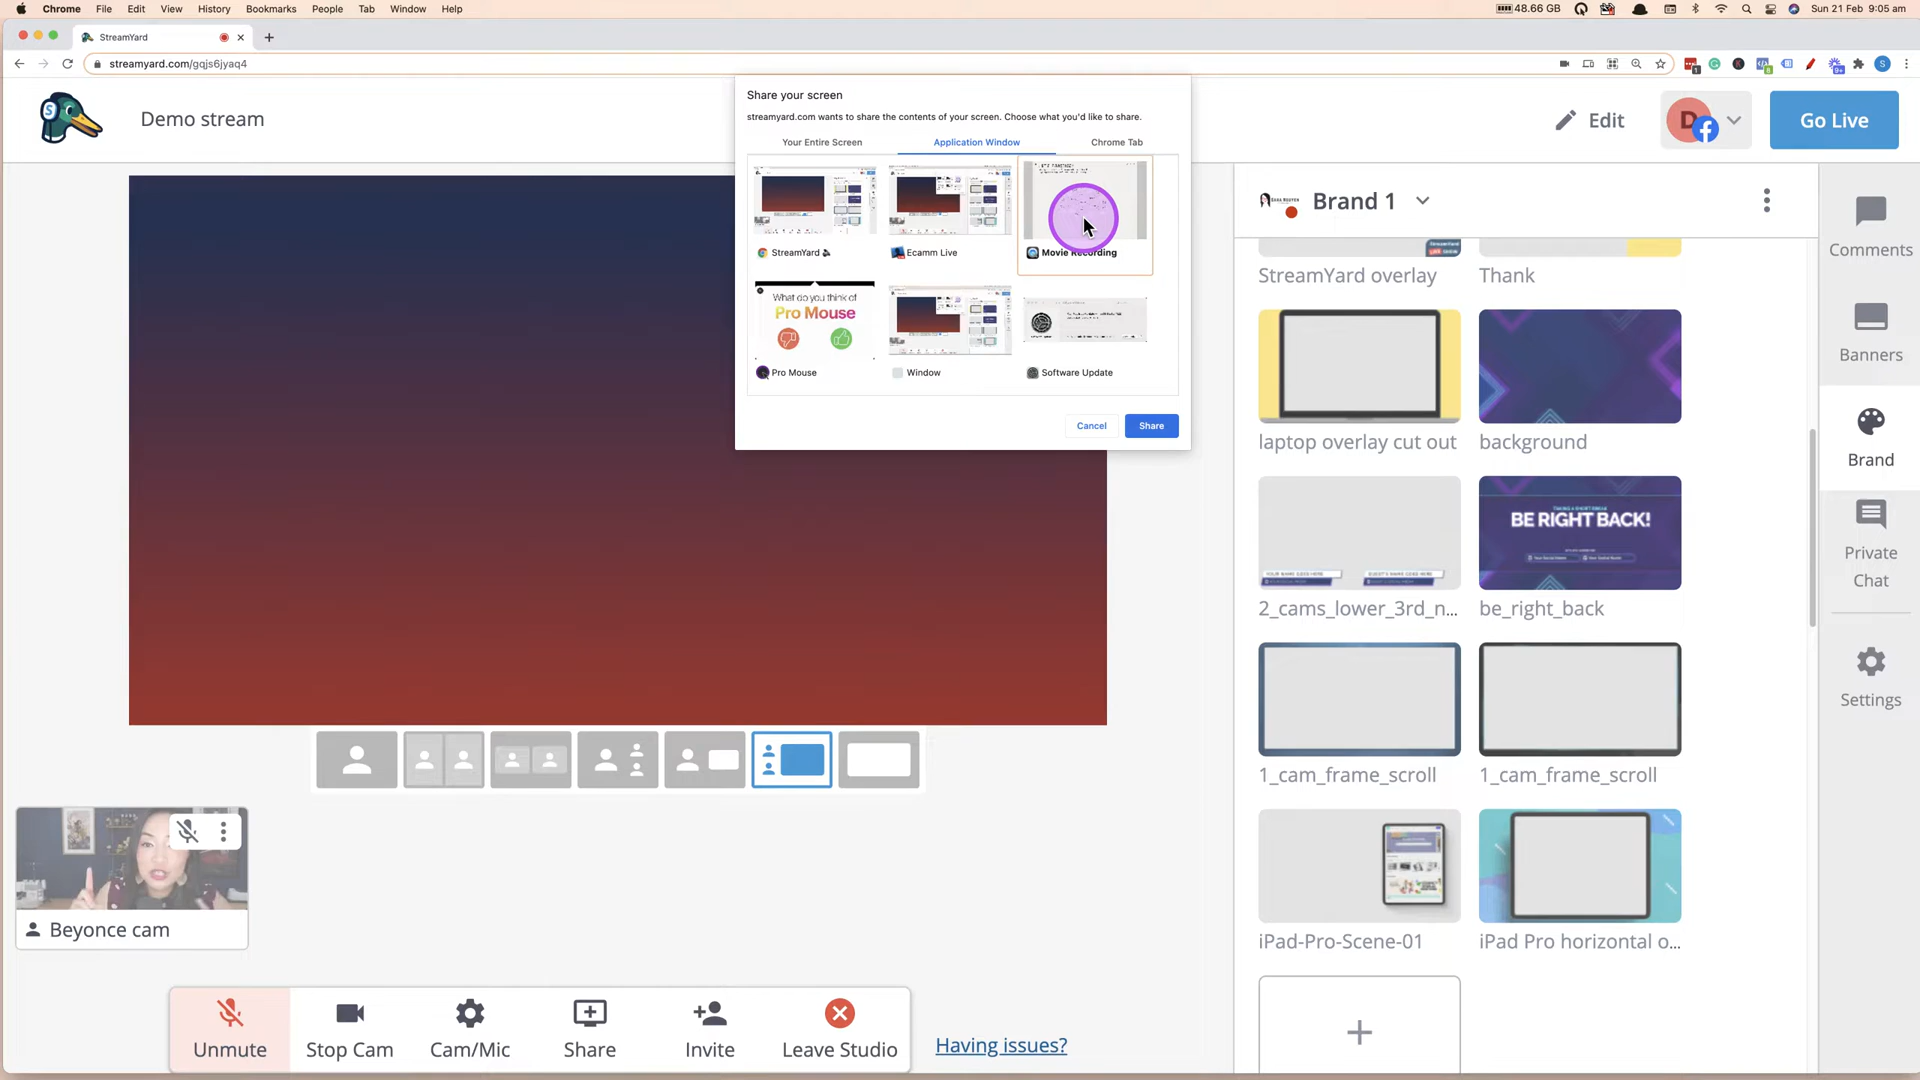 Chrome File Edit View History Bookmarks People Tab Window Help
48.66 GB
Sun 21 Feb 9:05 am
StreamYard
streamyard.com/gqjs6jyaq4
Demo stream
Edit
D
Go Live
Share your screen
streamyard.com wants to share the contents of your screen. Choose what you'd like to share.
Your Entire Screen
Application Window
Chrome Tab
StreamYard
Ecamm Live
Movie Recording
What do you think of
Pro Mouse
Pro Mouse
Window
Software Update
Cancel
Share
Brand 1
StreamYard overlay
Thank
laptop overlay cut out
background
BE RIGHT BACK!
2_cams_lower_3rd_n...
be_right_back
1_cam_frame_scroll
1_cam_frame_scroll
iPad-Pro-Scene-01
iPad Pro horizontal o...
Comments
Banners
Brand
Private
Chat
Settings
Beyonce cam
Unmute
Stop Cam
Cam/Mic
Share
Invite
Leave Studio
Having issues?